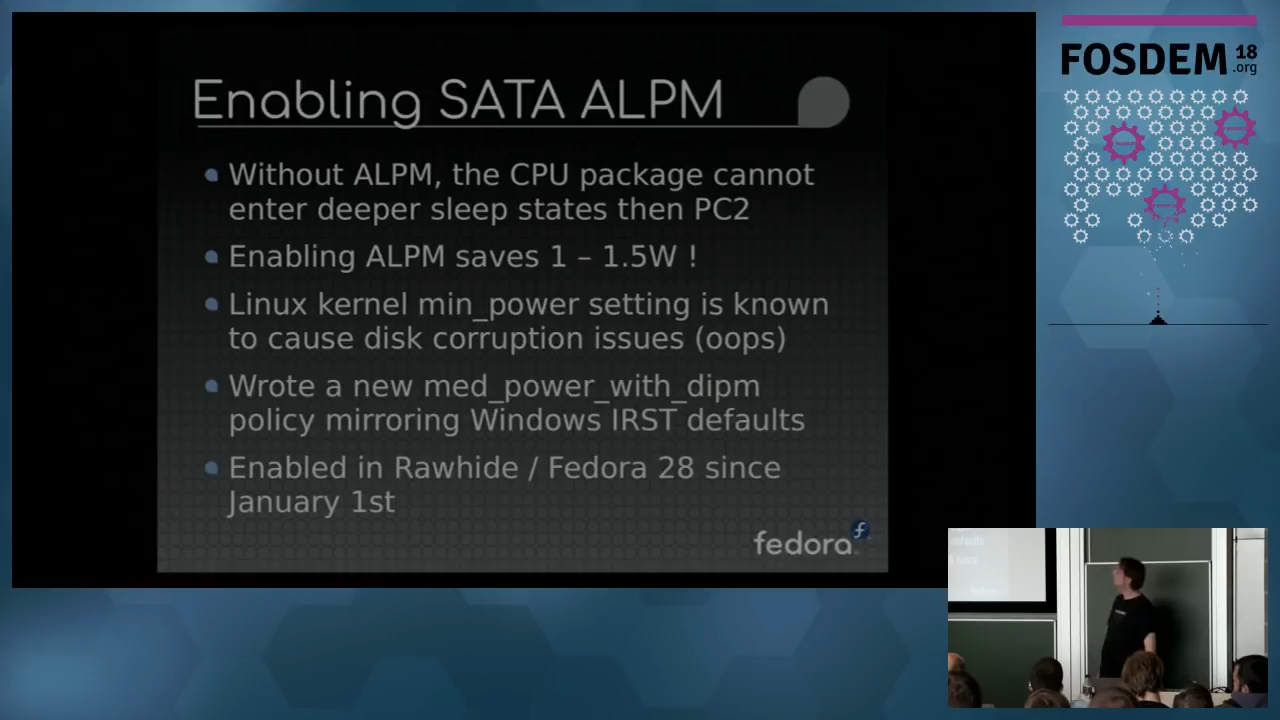 Enabling SATA ALPM
Without ALPM, the CPU package cannot
enter deeper sleep states then PC2
Enabling ALPM saves 1 – 1.5W !
Linux kernel min_power setting is known
to cause disk corruption issues (oops)
Wrote a new med_power_with_dipm
policy mirroring Windows IRST defaults
Enabled in Rawhide / Fedora 28 since
January 1st
fedora
FOSDEM 18
.org